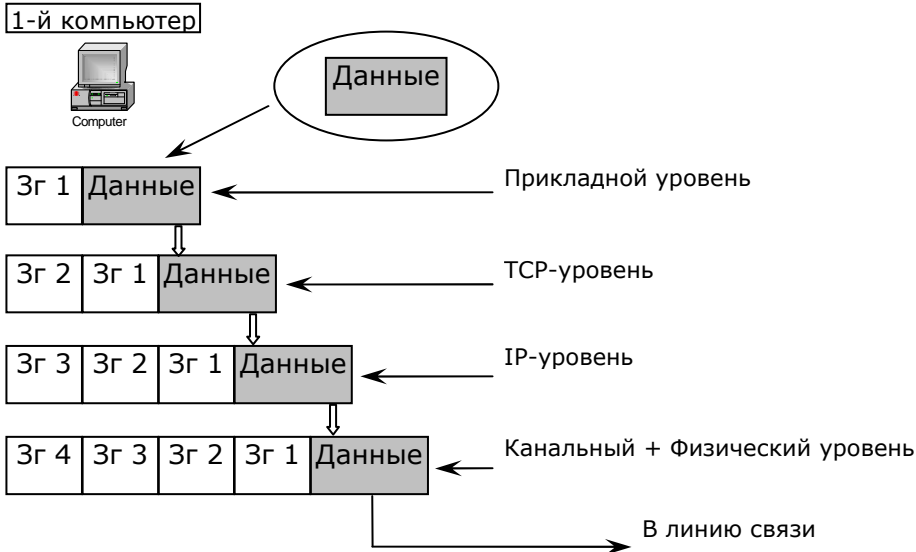 1-й компьютер
Данные
Computer
Зг 1 Данные
Прикладной уровень
Зг 2 Зг 1 Данные
TCP-уровень
Зг 3 Зг 2 Зг 1 Данные
IP-уровень
Зг 4 Зг 3 Зг 2 Зг 1 Данные
Канальный + Физический уровень
В линию связи